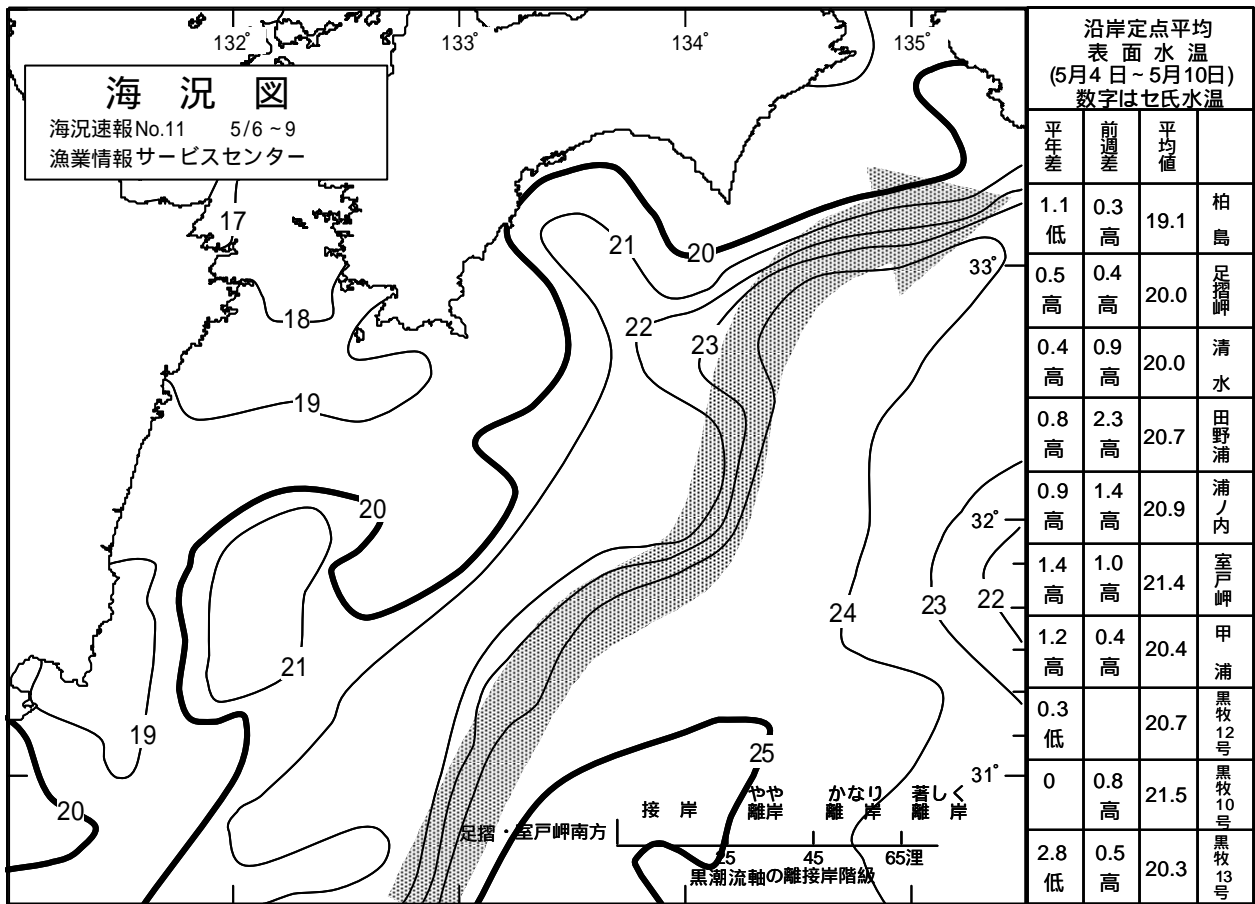 132°
133°
134°
135°
海況図
海況速報No.11 5/6～9
漁業情報サービスセンター
17
21
20
33°
18
22
23
19
20
32°
24
23
22
21
19
25
31°
20
接岸
やや離岸
かなり離岸
著しく離岸
足摺・室戸岬南方
25 45 65浬
黒潮流軸の離接岸階級
沿岸定点平均
表面水温
(5月4日～5月10日)
数字はセ氏水温
平年差 前週差 平均値
1.1低 0.3高 19.1 柏島
0.5高 0.4高 20.0 足摺岬
0.4高 0.9高 20.0 清水
0.8高 2.3高 20.7 田野浦
0.9高 1.4高 20.9 浦ノ内
1.4高 1.0高 21.4 室戸岬
1.2高 0.4高 20.4 甲浦
0.3低 20.7 黒牧12号
0 0.8高 21.5 黒牧10号
2.8低 0.5高 20.3 黒牧13号